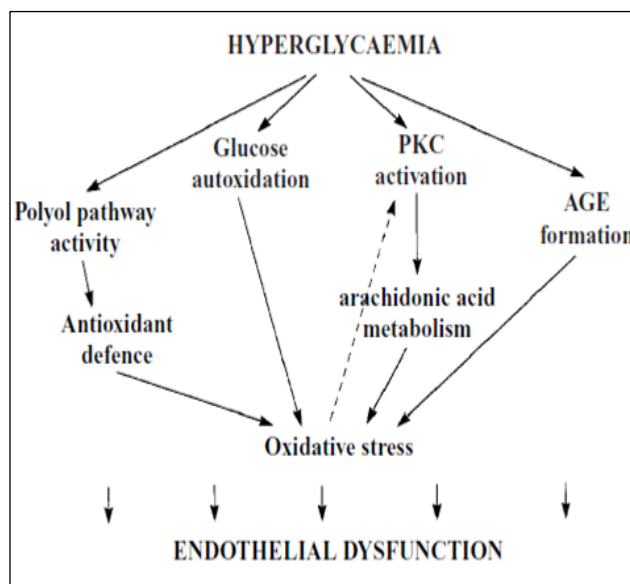 HYPERGLYCAEMIA
Glucose
autoxidation
PKC
activation
Polyol pathway
activity
AGE
formation
Antioxidant
defence
arachidonic acid
metabolism
Oxidative stress
ENDOTHELIAL DYSFUNCTION